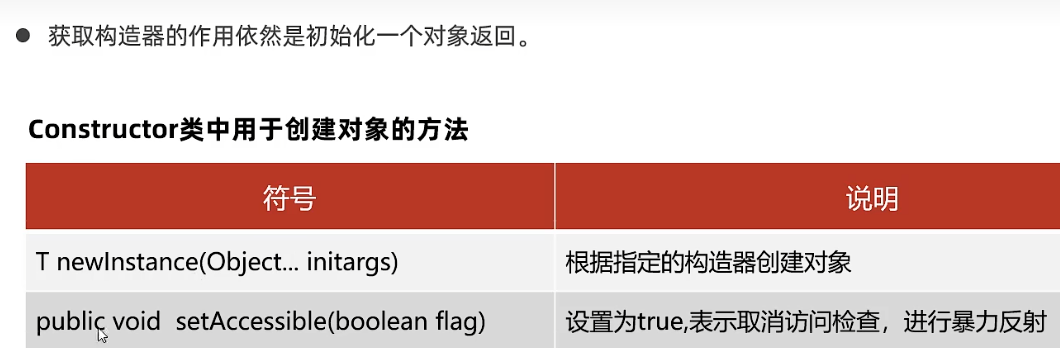 ● 获取构造器的作用依然是初始化一个对象返回。
Constructor类中用于创建对象的方法
符号 说明
T newInstance(Object... initargs) 根据指定的构造器创建对象
public void setAccessible(boolean flag) 设置为true,表示取消访问检查，进行暴力反射